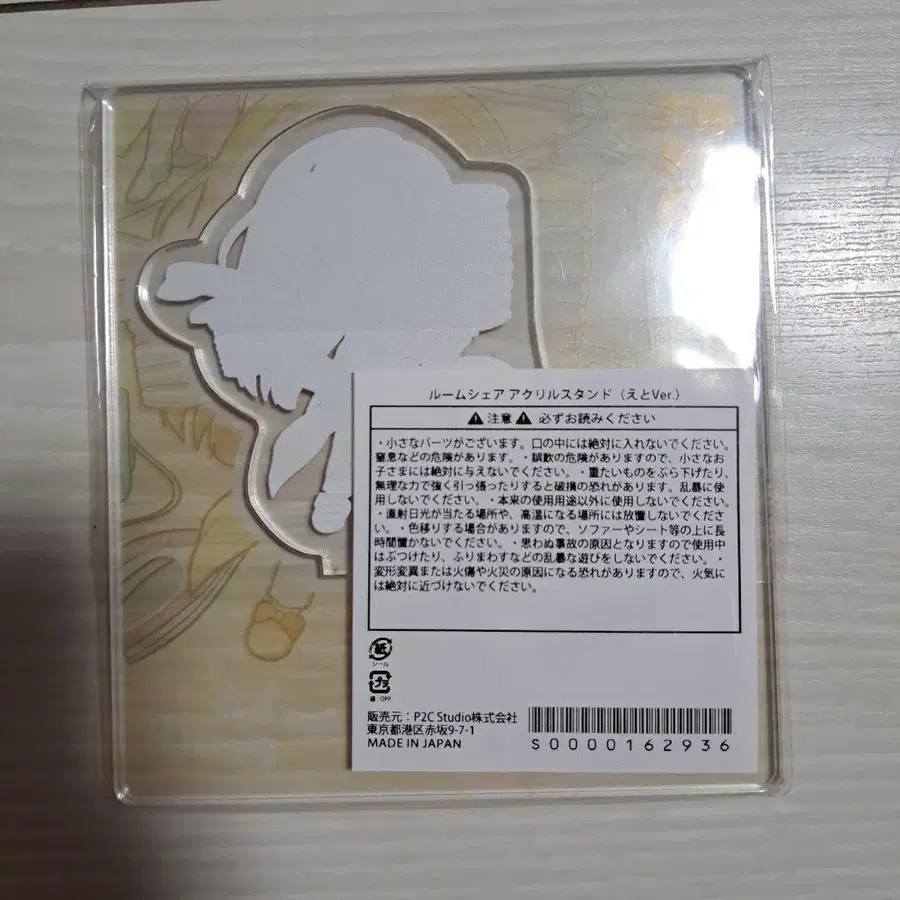 ルームシェア アクリルスタンド（えとVer.）
⚠注意⚠ 必ずお読みください
・小さなパーツがございます。口の中には絶対に入れないでください。
窒息などの危険があります。・誤飲の危険がありますので、小さなお
子さまには絶対に与えないでください。・重たいものをぶら下げたり、
無理な力で強く引っ張ったりすると破損の恐れがあります。乱暴に使
用しないでください。・本来の使用用途以外に使用しないでください。
・直射日光が当たる場所や、高温になる場所には放置しないでくださ
い。・色移りする場合がありますので、ソファーやシート等の上に長
時間置かないでください。・思わぬ事故の原因となりますので使用中
はぶつけたり、ふりまわすなどの乱暴な遊びをしないでください。・
変形変異または火傷や火災の原因になる恐れがありますので、火気に
は絶対に近づけないでください。
紙
シール
プラ
袋：OPP
販売元：P2C Studio株式会社
東京都港区赤坂9-7-1
MADE IN JAPAN
S0000162936